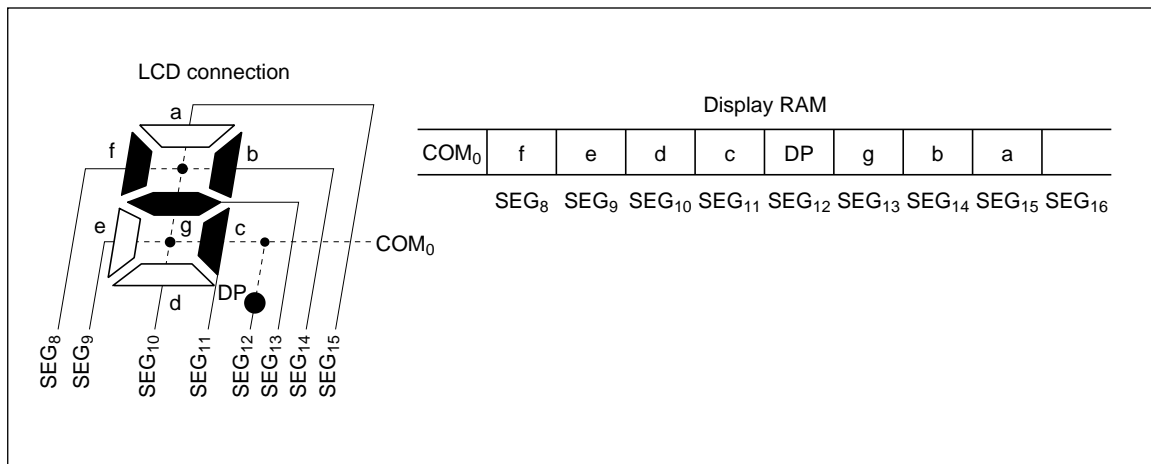 LCD connection
a
f
b
g
e
c
COM₀
DP
d
SEG₈
SEG₉
SEG₁₀
SEG₁₁
SEG₁₂
SEG₁₃
SEG₁₄
SEG₁₅
Display RAM
COM₀ f e d c DP g b a
SEG₈ SEG₉ SEG₁₀ SEG₁₁ SEG₁₂ SEG₁₃ SEG₁₄ SEG₁₅ SEG₁₆